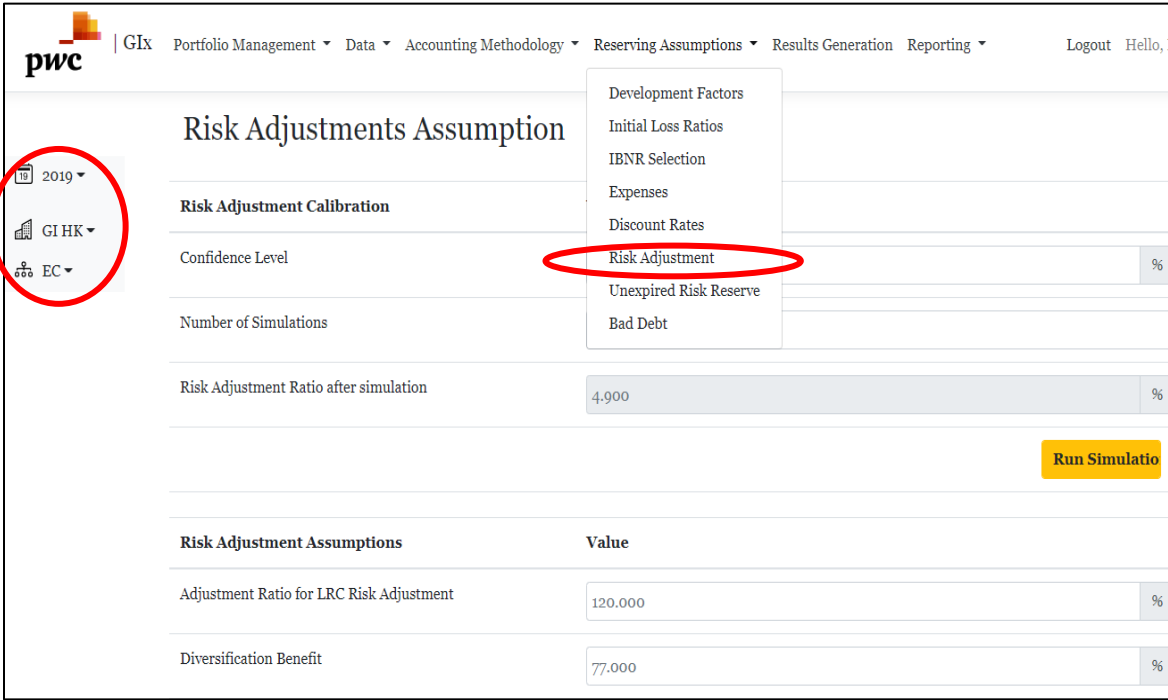 pwc | GIx Portfolio Management Data Accounting Methodology Reserving Assumptions Results Generation Reporting Logout Hello,
Development Factors
Initial Loss Ratios
IBNR Selection
Expenses
Discount Rates
Risk Adjustment
Unexpired Risk Reserve
Bad Debt
19 2019
GI HK
EC
Risk Adjustments Assumption
Risk Adjustment Calibration
Confidence Level %
Number of Simulations
Risk Adjustment Ratio after simulation 4.900 %
Run Simulatio
Risk Adjustment Assumptions Value
Adjustment Ratio for LRC Risk Adjustment 120.000 %
Diversification Benefit 77.000 %